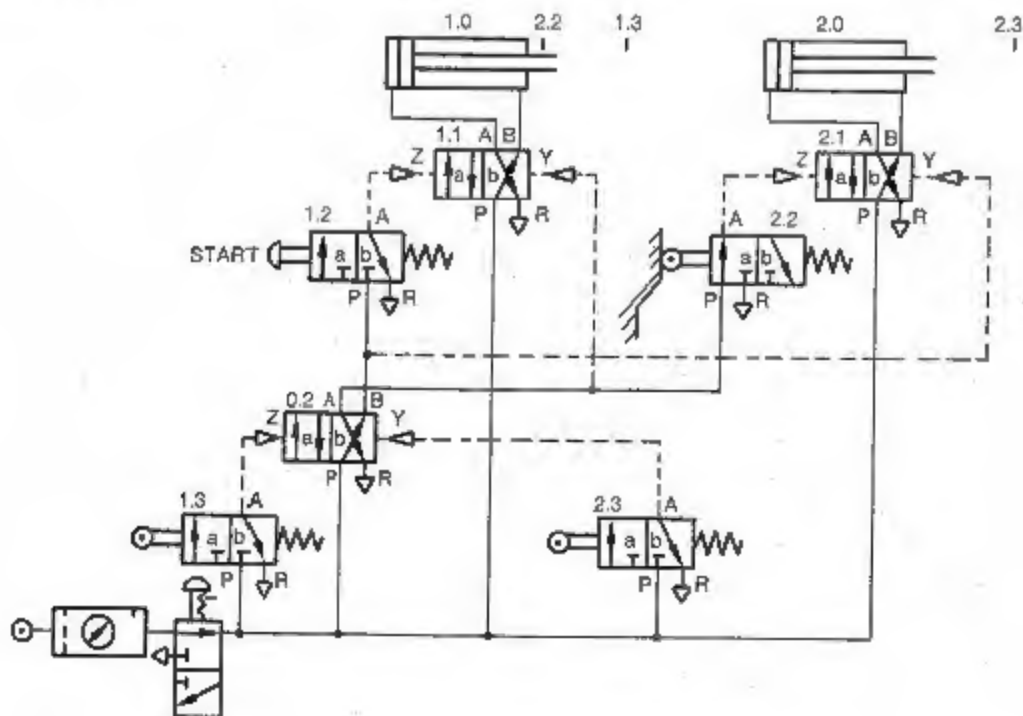 1.0 2.2 1.3 2.0 2.3
1.1 A B 2.1 A B
Z a b Y Z a b Y
P R P R
1.2 A A 2.2
START a b a b
P R P R
0.2 A B
Z a b Y
P R
1.3 A 2.3 A
a b a b
P R P R